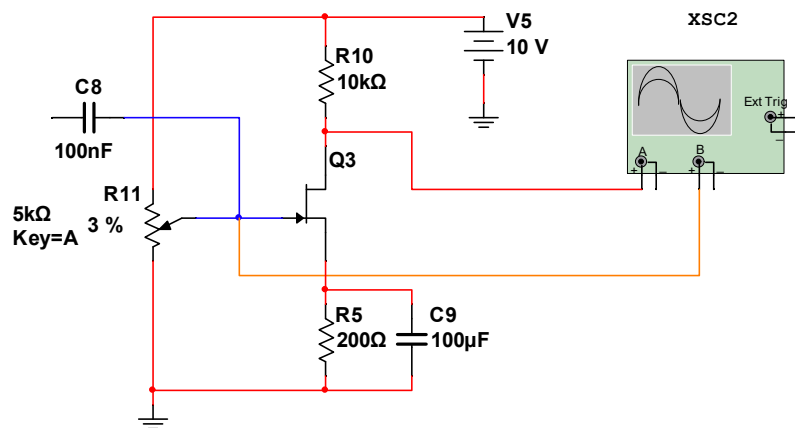 V5
10 V
XSC2
R10
10kΩ
C8
100nF
Ext Trig
+
–
A
B
+
–
+
–
Q3
R11
5kΩ
3 %
Key=A
R5
200Ω
C9
100µF